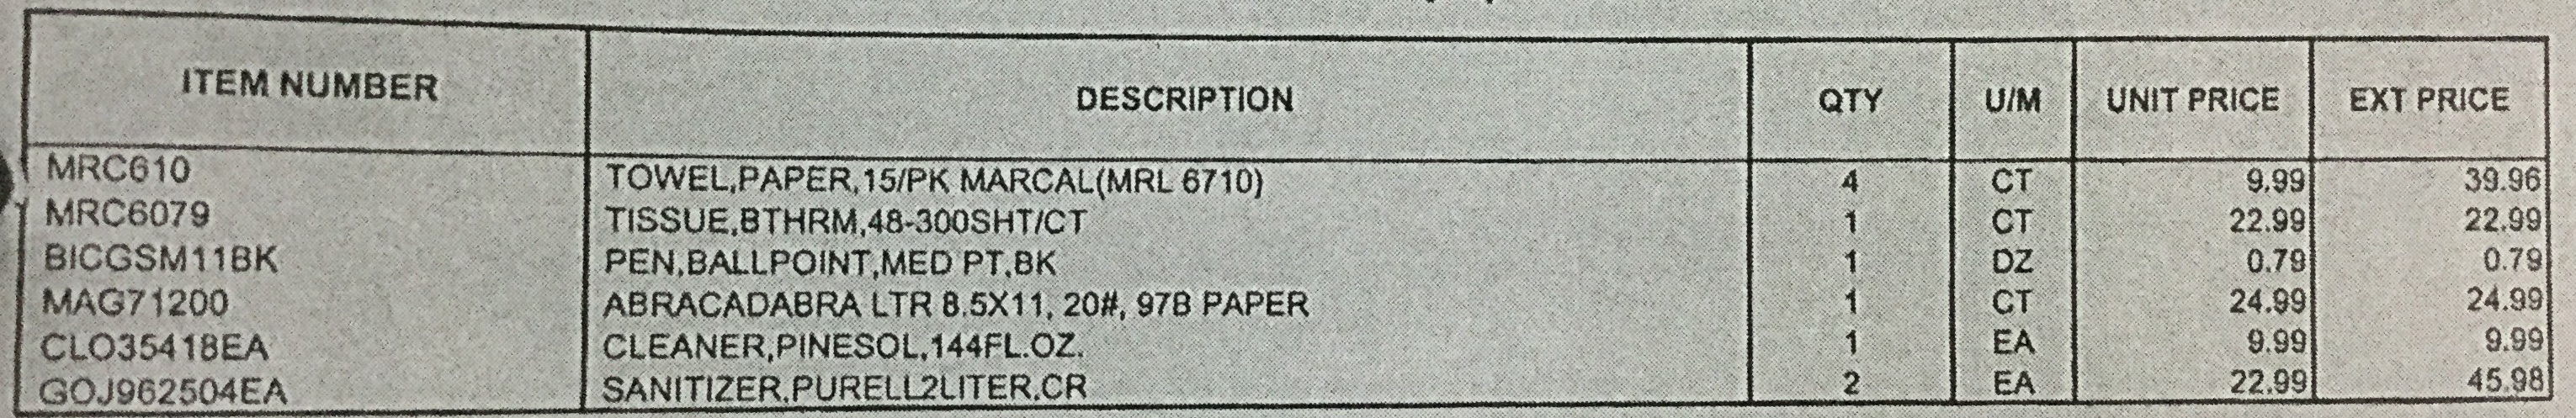 ITEM NUMBER DESCRIPTION QTY U/M UNIT PRICE EXT PRICE
MRC610 TOWEL,PAPER,15/PK MARCAL(MRL 6710) 4 CT 9.99 39.96
MRC6079 TISSUE,BTHRM,48-300SHT/CT 1 CT 22.99 22.99
BICGSM11BK PEN,BALLPOINT,MED PT,BK 1 DZ 0.79 0.79
MAG71200 ABRACADABRA LTR 8.5X11, 20#, 97B PAPER 1 CT 24.99 24.99
CLO35418EA CLEANER,PINESOL,144FL.OZ. 1 EA 9.99 9.99
GOJ962504EA SANITIZER,PURELL2LITER,CR 2 EA 22.99 45.98